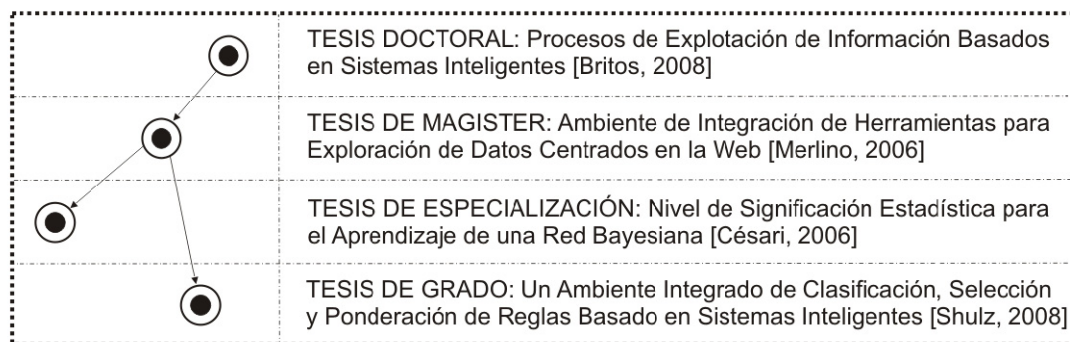 TESIS DOCTORAL: Procesos de Explotación de Información Basados
en Sistemas Inteligentes [Britos, 2008]
TESIS DE MAGISTER: Ambiente de Integración de Herramientas para
Exploración de Datos Centrados en la Web [Merlino, 2006]
TESIS DE ESPECIALIZACIÓN: Nivel de Significación Estadística para
el Aprendizaje de una Red Bayesiana [Césari, 2006]
TESIS DE GRADO: Un Ambiente Integrado de Clasificación, Selección
y Ponderación de Reglas Basado en Sistemas Inteligentes [Shulz, 2008]